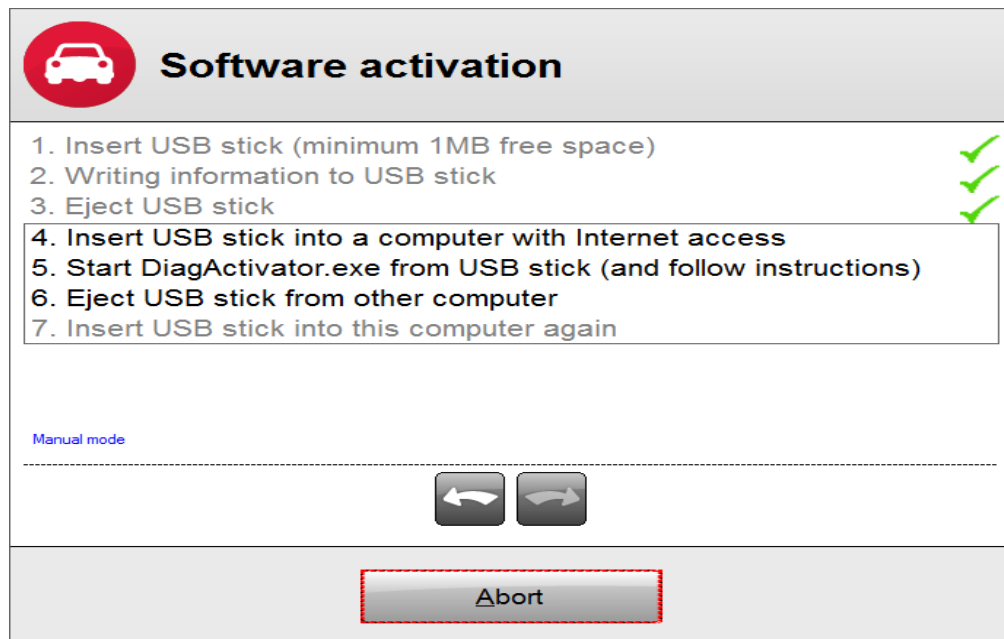 Software activation
1. Insert USB stick (minimum 1MB free space)
2. Writing information to USB stick
3. Eject USB stick
4. Insert USB stick into a computer with Internet access
5. Start DiagActivator.exe from USB stick (and follow instructions)
6. Eject USB stick from other computer
7. Insert USB stick into this computer again
Manual mode
Abort